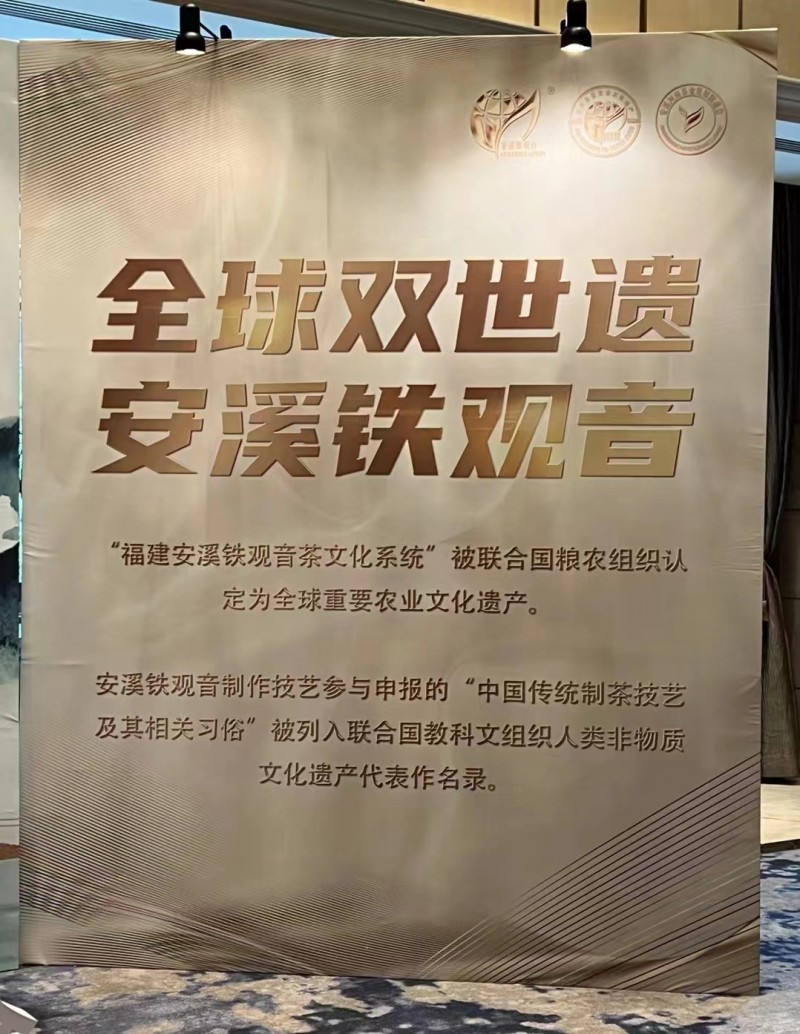 全球双世遗
安溪铁观音
“福建安溪铁观音茶文化系统”被联合国粮农组织认
定为全球重要农业文化遗产。
安溪铁观音制作技艺参与申报的“中国传统制茶技艺
及其相关习俗”被列入联合国教科文组织人类非物质
文化遗产代表作名录。